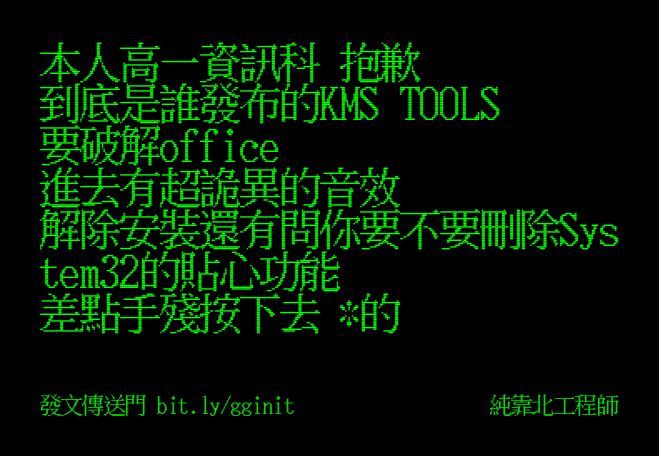 本人高一資訊科 抱歉
到底是誰發布的KMS TOOLS
要破解office
進去有超詭異的音效
解除安裝還有問你要不要刪除Sys
tem32的貼心功能
差點手殘按下去 *的
發文傳送門 bit.ly/gginit
純靠北工程師